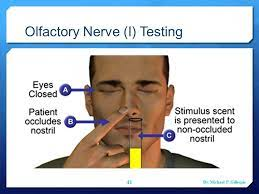 Olfactory Nerve (I) Testing
Eyes
Closed
A
Patient
occludes
nostril
B
Stimulus scent
is presented to
non-occluded
nostril
C
41
Dr. Michael P. Gillespie